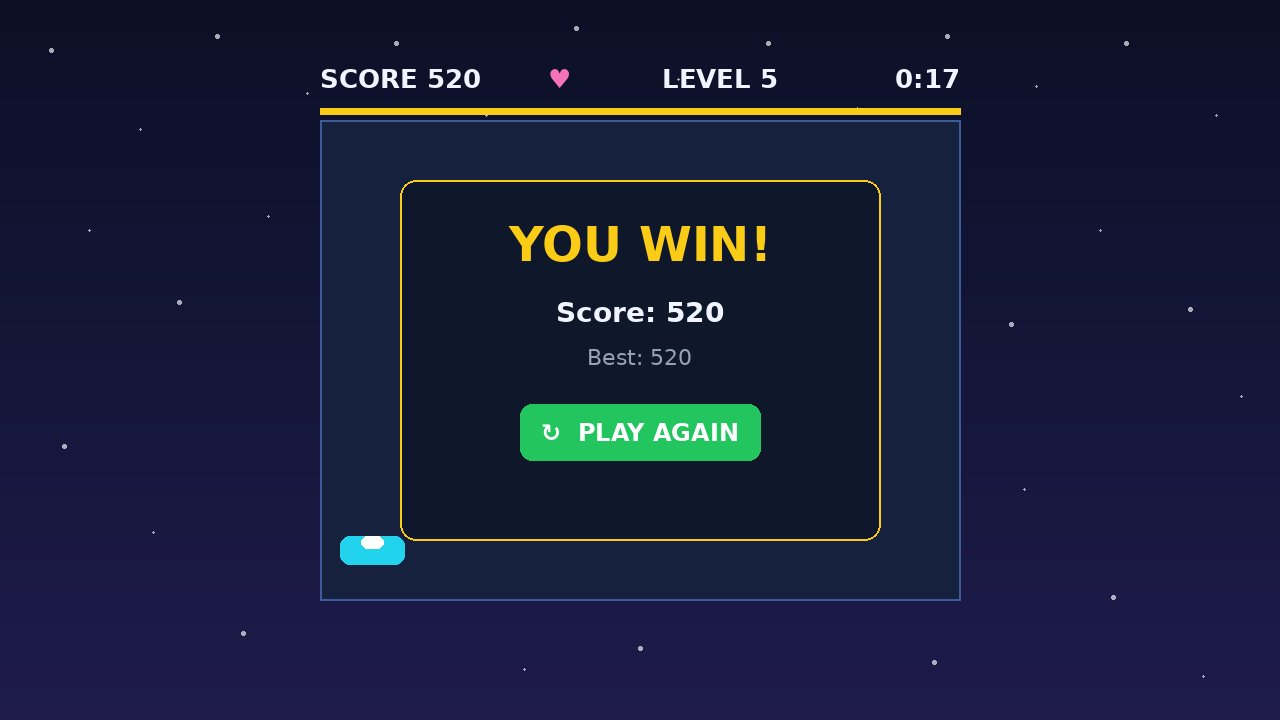 SCORE 520 ♥ LEVEL 5 0:17
YOU WIN!
Score: 520
Best: 520
↻ PLAY AGAIN